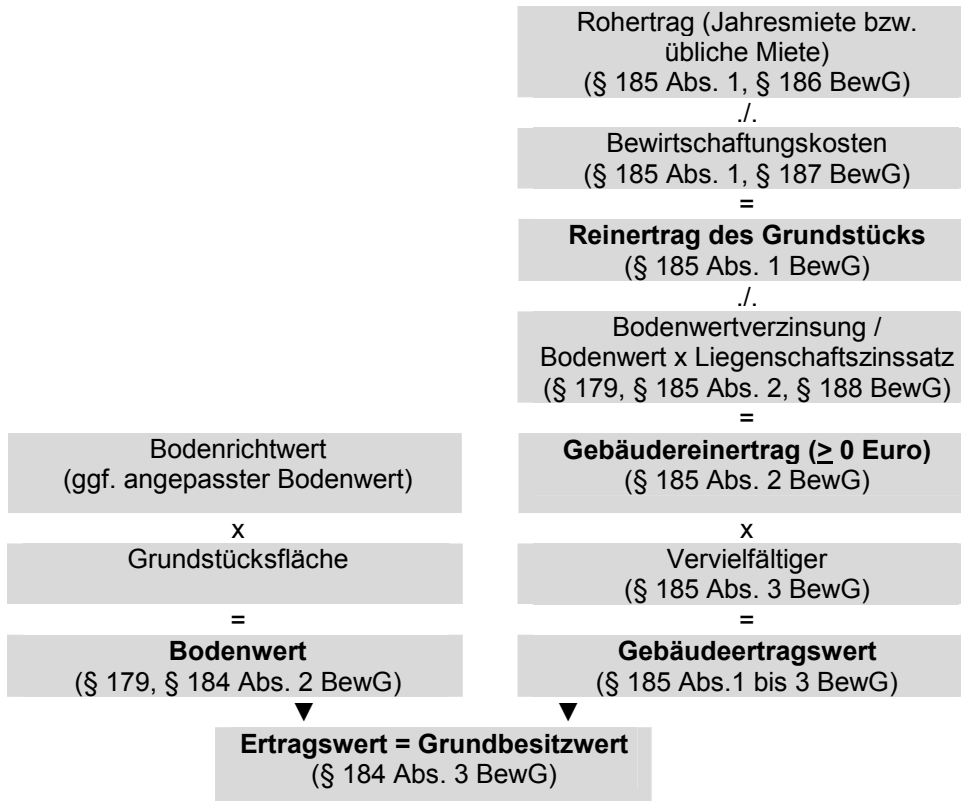 Rohertrag (Jahresmiete bzw.
übliche Miete)
(§ 185 Abs. 1, § 186 BewG)
./.
Bewirtschaftungskosten
(§ 185 Abs. 1, § 187 BewG)
=
Reinertrag des Grundstücks
(§ 185 Abs. 1 BewG)
./.
Bodenwertverzinsung /
Bodenwert x Liegenschaftszinssatz
(§ 179, § 185 Abs. 2, § 188 BewG)
=
Bodenrichtwert
(ggf. angepasster Bodenwert)
x
Grundstücksfläche
=
Bodenwert
(§ 179, § 184 Abs. 2 BewG)
Gebäudereinertrag (≥ 0 Euro)
(§ 185 Abs. 2 BewG)
x
Vervielfältiger
(§ 185 Abs. 3 BewG)
=
Gebäudeertragswert
(§ 185 Abs.1 bis 3 BewG)
▼ ▼
Ertragswert = Grundbesitzwert
(§ 184 Abs. 3 BewG)